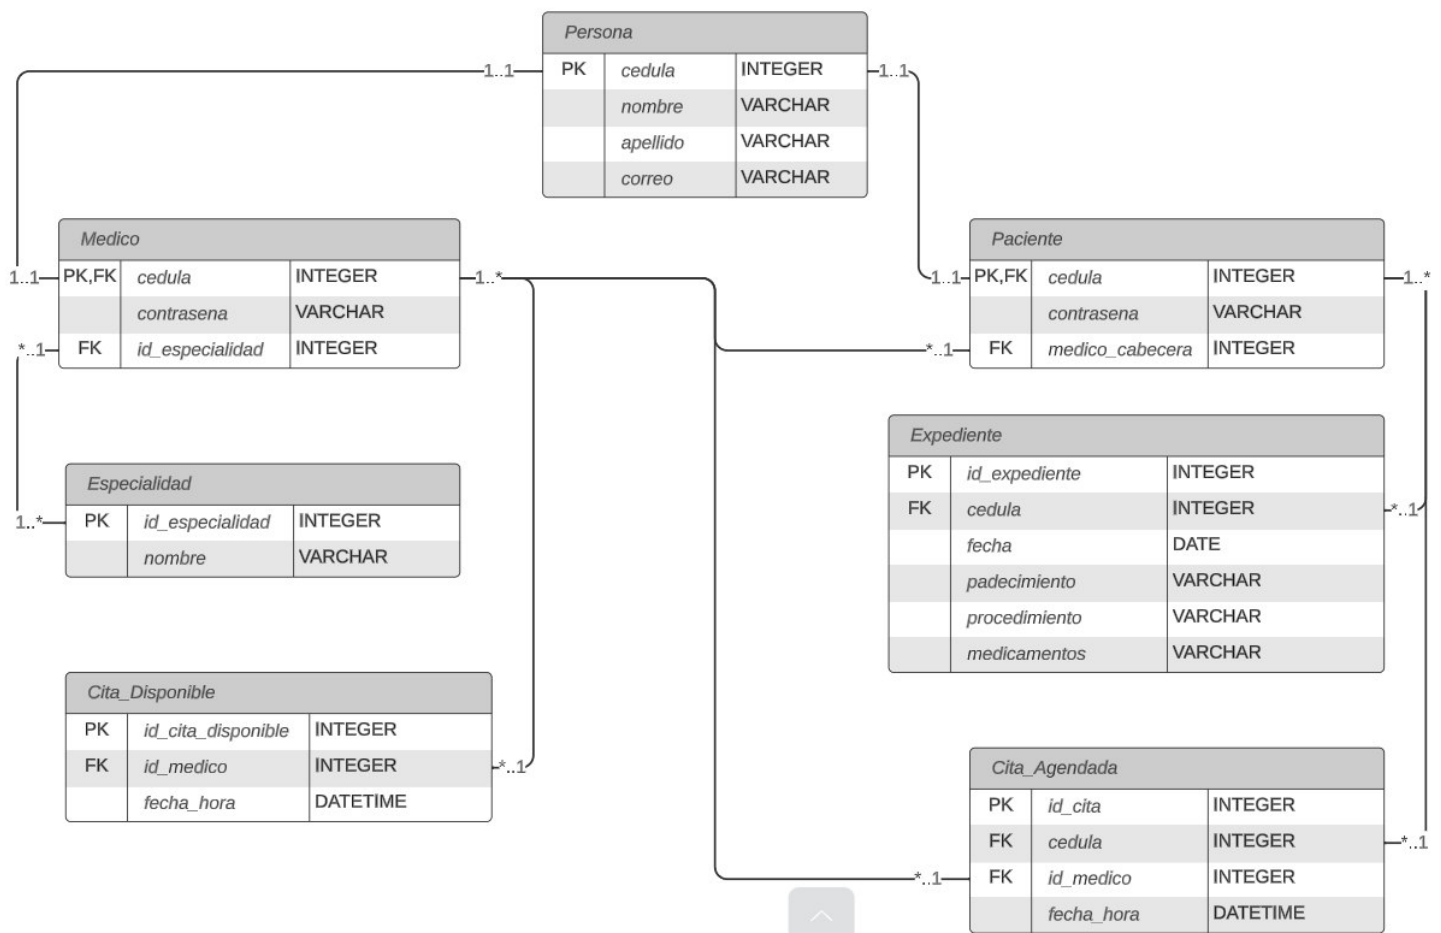 Persona
1..1 PK cedula INTEGER 1..1
nombre VARCHAR
apellido VARCHAR
correo VARCHAR
Medico
1..1 PK,FK cedula INTEGER 1..*
contrasena VARCHAR
*..1 FK id_especialidad INTEGER
Paciente
1..1 PK,FK cedula INTEGER 1..*
contrasena VARCHAR
*..1 FK medico_cabecera INTEGER
Expediente
PK id_expediente INTEGER
FK cedula INTEGER *..1
fecha DATE
padecimiento VARCHAR
procedimiento VARCHAR
medicamentos VARCHAR
Especialidad
1..* PK id_especialidad INTEGER
nombre VARCHAR
Cita_Disponible
PK id_cita_disponible INTEGER
FK id_medico INTEGER *..1
fecha_hora DATETIME
Cita_Agendada
PK id_cita INTEGER
FK cedula INTEGER *..1
*..1 FK id_medico INTEGER
fecha_hora DATETIME